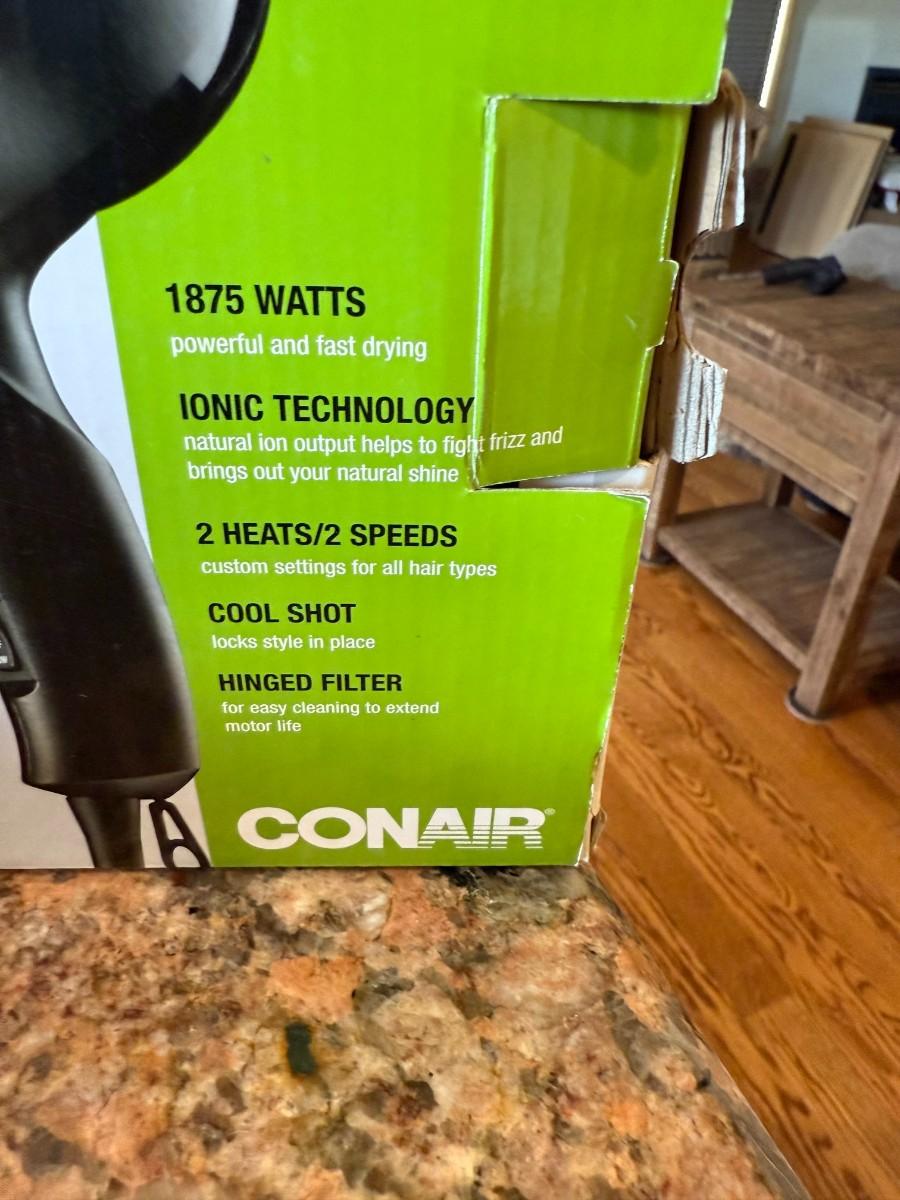 1875 WATTS
powerful and fast drying
IONIC TECHNOLOGY
natural ion output helps to fight frizz and
brings out your natural shine
2 HEATS/2 SPEEDS
custom settings for all hair types
COOL SHOT
locks style in place
HINGED FILTER
for easy cleaning to extend
motor life
CONAIR®